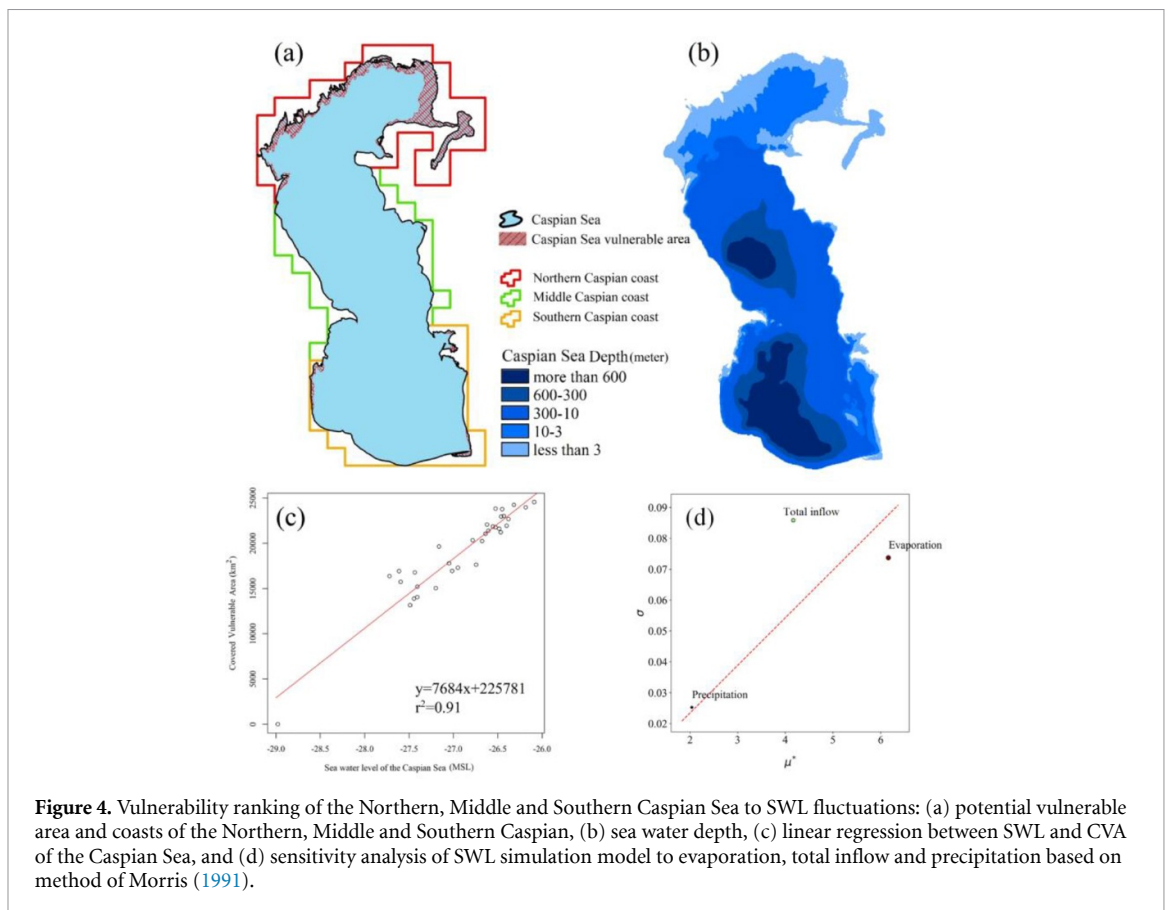 (a)
(b)
Caspian Sea
Caspian Sea vulnerable area
Northern Caspian coast
Middle Caspian coast
Southern Caspian coast
Caspian Sea Depth(meter)
more than 600
600-300
300-10
10-3
less than 3
(c)
25000
20000
15000
10000
5000
0
Covered Vulnerable Area (km²)
y=7684x+225781
r²=0.91
-29.0 -28.5 -28.0 -27.5 -27.0 -26.5 -26.0
Sea water level of the Caspian Sea (MSL)
(d)
Total inflow
Evaporation
Precipitation
0.09
0.08
0.07
0.06
0.05
0.04
0.03
0.02
σ
2 3 4 5 6
μ*
Figure 4. Vulnerability ranking of the Northern, Middle and Southern Caspian Sea to SWL fluctuations: (a) potential vulnerable
area and coasts of the Northern, Middle and Southern Caspian, (b) sea water depth, (c) linear regression between SWL and CVA
of the Caspian Sea, and (d) sensitivity analysis of SWL simulation model to evaporation, total inflow and precipitation based on
method of Morris (1991).